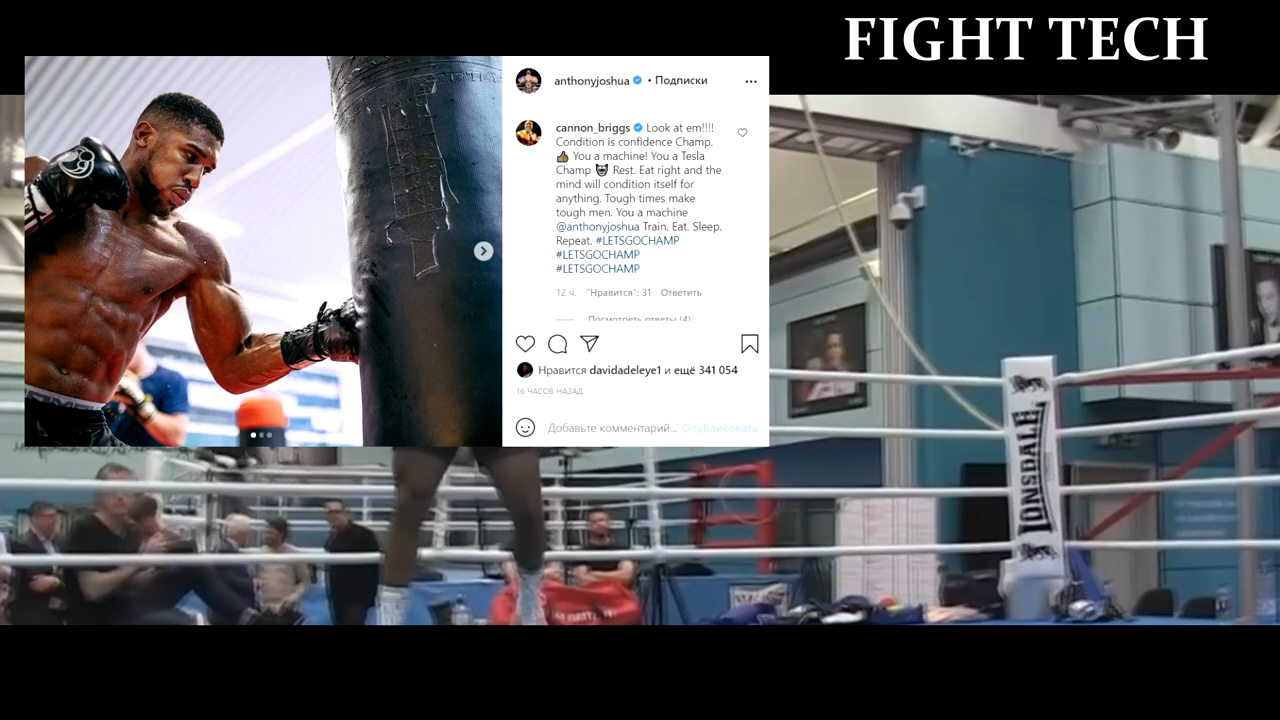 FIGHT TECH
anthonyjoshua • Подписки
cannon_briggs Look at em!!!!
Condition is confidence Champ.
👍🏾 You a machine! You a Tesla
Champ Rest. Eat right and the
mind will condition itself for
anything. Tough times make
tough men. You a machine
@anthonyjoshua Train. Eat. Sleep.
Repeat. #LETSGOCHAMP
#LETSGOCHAMP
#LETSGOCHAMP
12 ч. "Нравится": 31 Ответить
Посмотреть ответы (4)
Нравится davidadeleye1 и ещё 341 054
16 ЧАСОВ НАЗАД
Добавьте комментарий... Опубликовать
LONSDALE